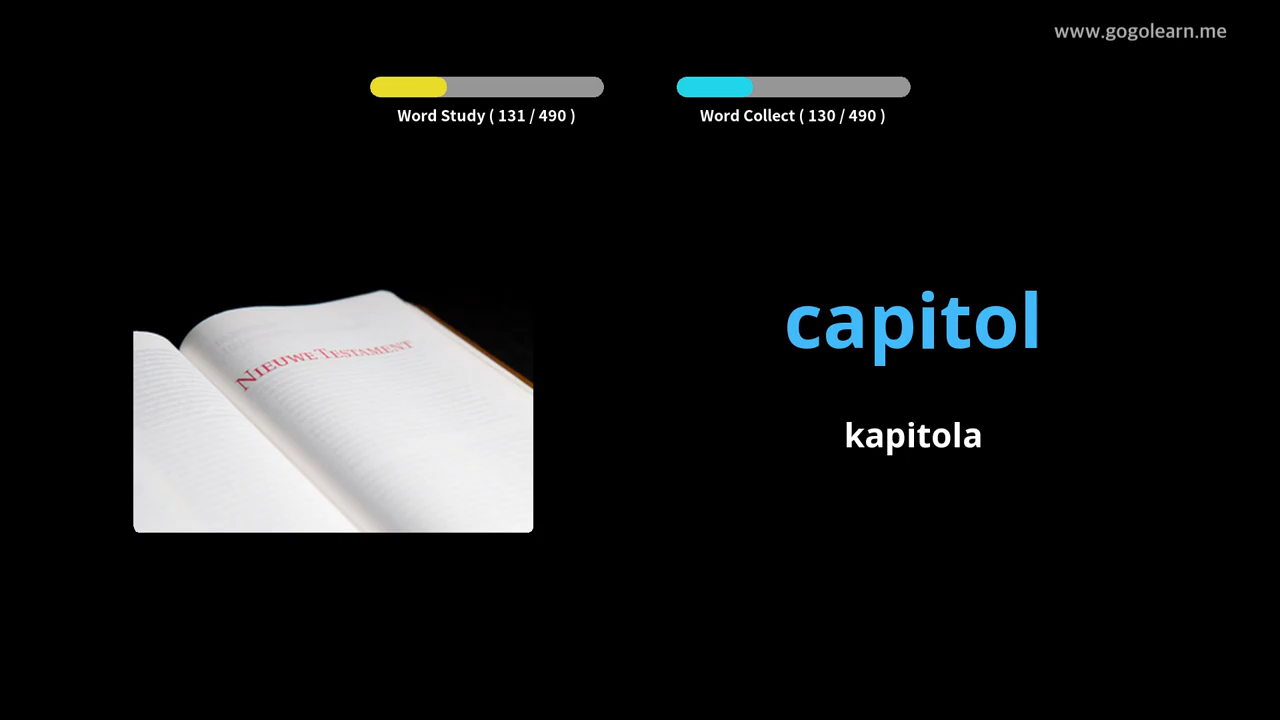 www.gogolearn.me
Word Study ( 131 / 490 )
Word Collect ( 130 / 490 )
NIEUWE TESTAMENT
capitol
kapitola